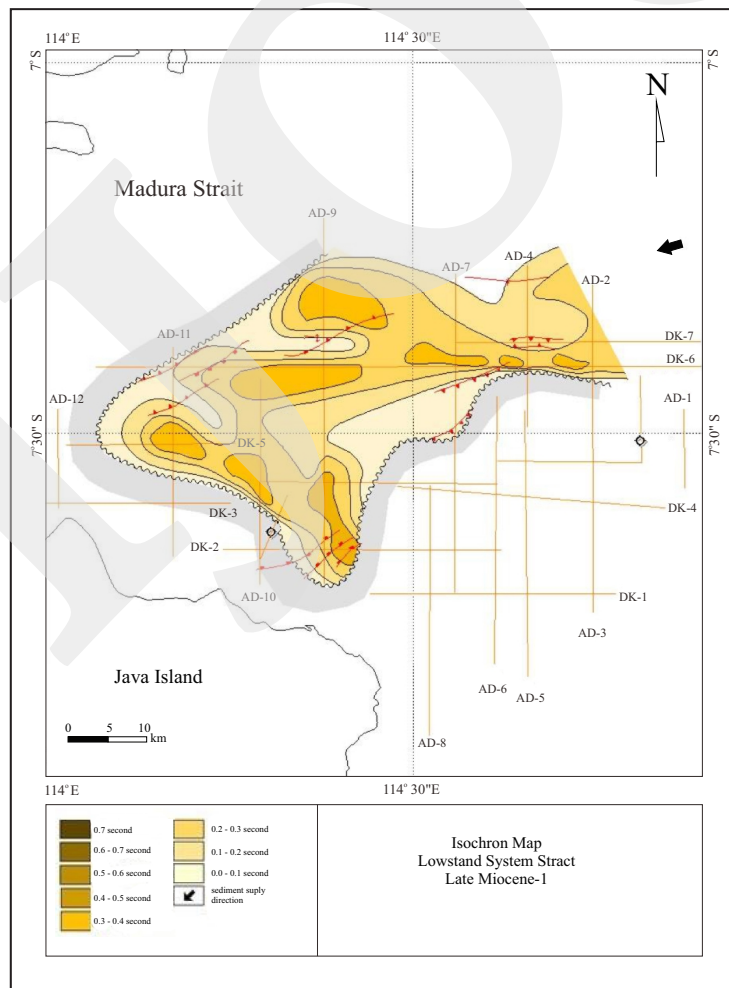 114° E
114° 30" E
7° S
7° S
N
Madura Strait
AD-9
AD-4
AD-7
AD-2
AD-11
DK-7
DK-6
AD-12
AD-1
7° 30" S
7° 30" S
DK-5
DK-3
DK-4
DK-2
AD-10
DK-1
AD-3
Java Island
AD-6
AD-5
0 5 10
km
AD-8
114° E
114° 30" E
0.7 second
0.6 - 0.7 second
0.5 - 0.6 second
0.4 - 0.5 second
0.3 - 0.4 second
0.2 - 0.3 second
0.1 - 0.2 second
0.0 - 0.1 second
sediment suply
direction
Isochron Map
Lowstand System Stract
Late Miocene-1